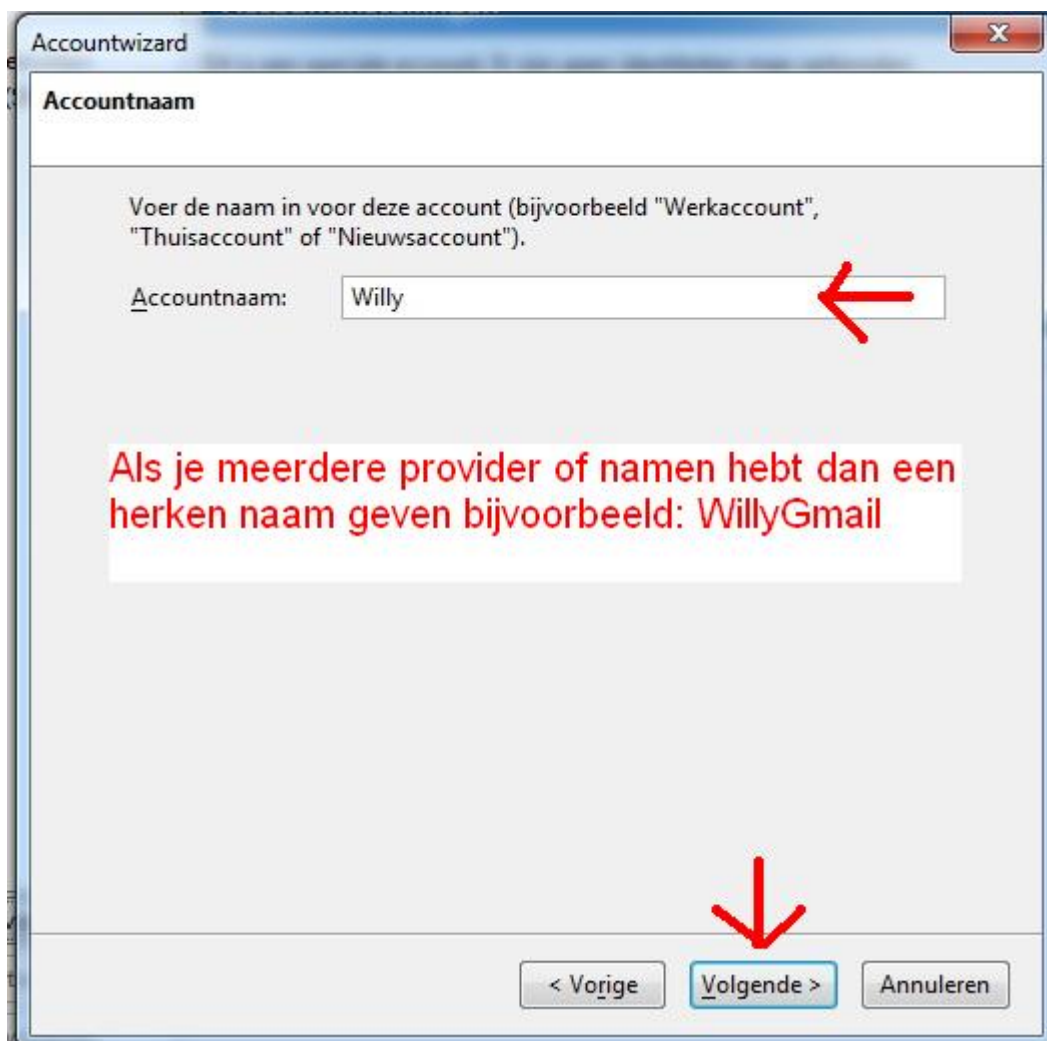 Accountwizard
Accountnaam
Voer de naam in voor deze account (bijvoorbeeld "Werkaccount",
"Thuisaccount" of "Nieuwsaccount").
Accountnaam: Willy
Als je meerdere provider of namen hebt dan een
herken naam geven bijvoorbeeld: WillyGmail
< Vorige Volgende > Annuleren